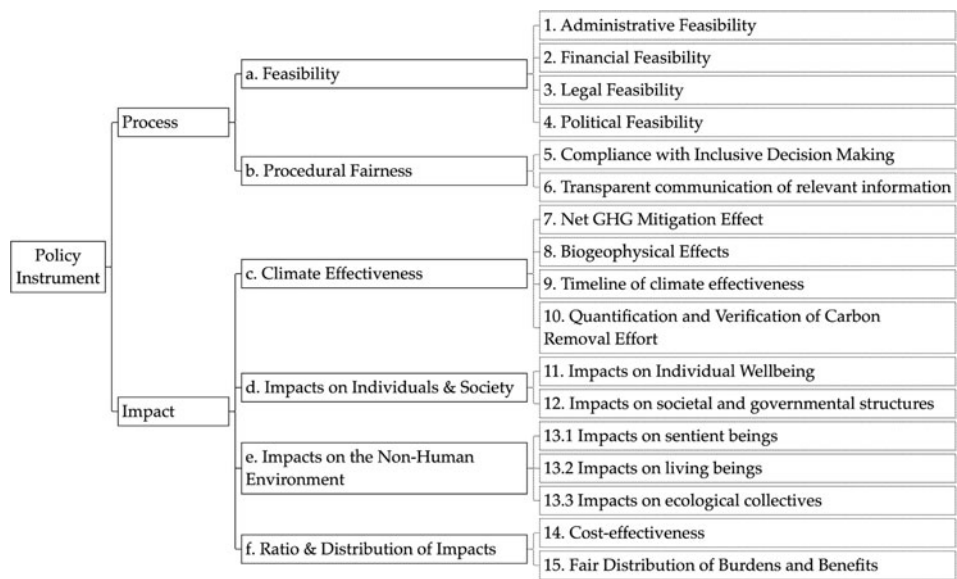 1. Administrative Feasibility
a. Feasibility
2. Financial Feasibility
3. Legal Feasibility
Process
4. Political Feasibility
b. Procedural Fairness
5. Compliance with Inclusive Decision Making
6. Transparent communication of relevant information
Policy
Instrument
7. Net GHG Mitigation Effect
c. Climate Effectiveness
8. Biogeophysical Effects
9. Timeline of climate effectiveness
10. Quantification and Verification of Carbon
Removal Effort
Impact
d. Impacts on Individuals & Society
11. Impacts on Individual Wellbeing
12. Impacts on societal and governmental structures
e. Impacts on the Non-Human
Environment
13.1 Impacts on sentient beings
13.2 Impacts on living beings
13.3 Impacts on ecological collectives
f. Ratio & Distribution of Impacts
14. Cost-effectiveness
15. Fair Distribution of Burdens and Benefits